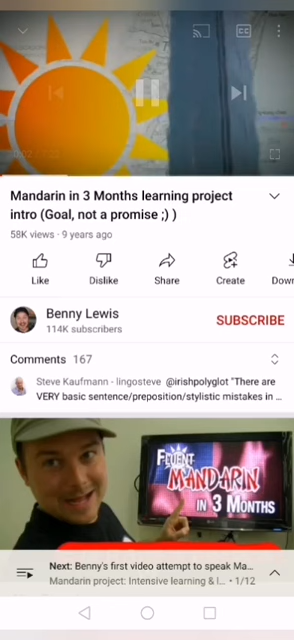 Mandarin in 3 Months learning project
intro (Goal, not a promise ;) )
58K views · 9 years ago
Like
Dislike
Share
Create
Down
Benny Lewis
114K subscribers
SUBSCRIBE
Comments 167
Steve Kaufmann - lingosteve @irishpolyglot "There are
VERY basic sentence/preposition/stylistic mistakes in ...
FLUENT
MANDARIN
IN 3 MONTHS
Next: Benny's first video attempt to speak Ma...
Mandarin project: Intensive learning & l... · 1/12